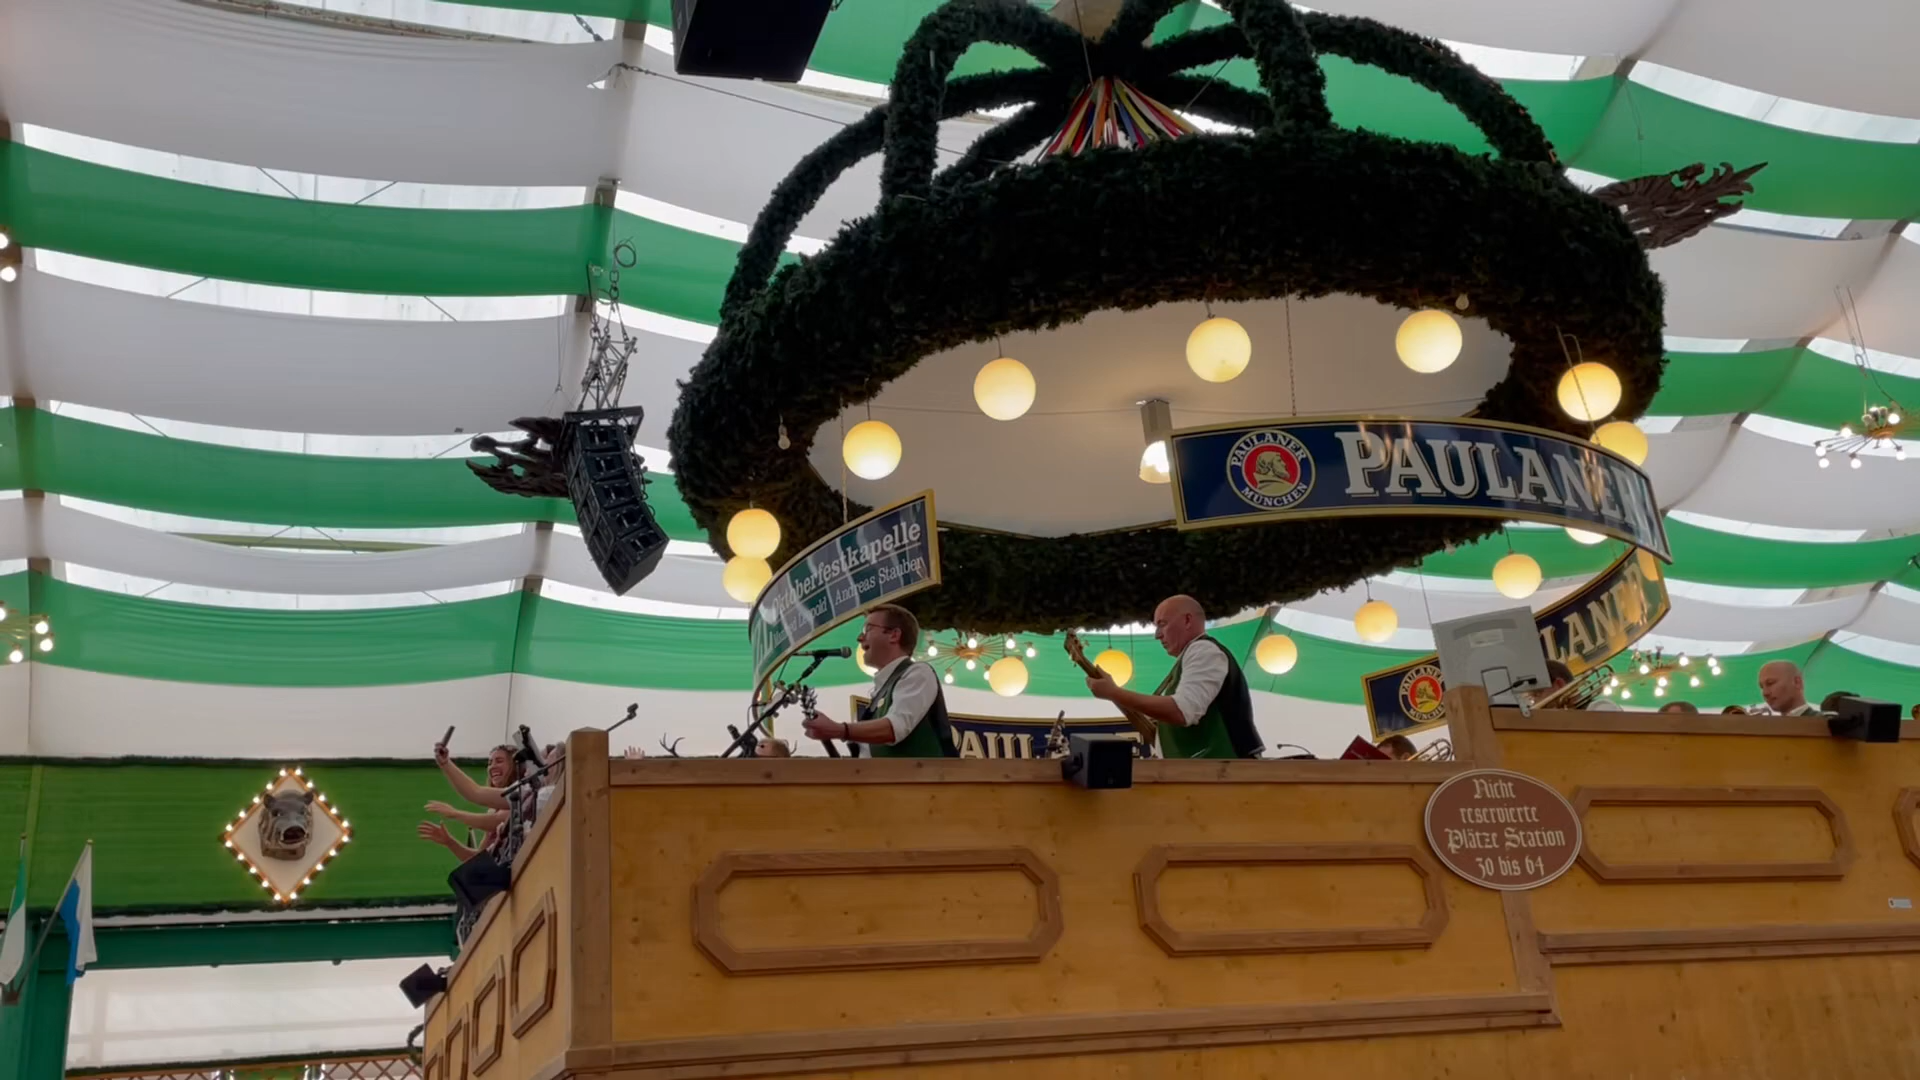 PAULANER
PAULANER
MÜNCHEN
Oktoberfestkapelle
Andreas Stauber
PAULANER
LANER
Nicht
reservierte
Plätze Station
30 bis 64